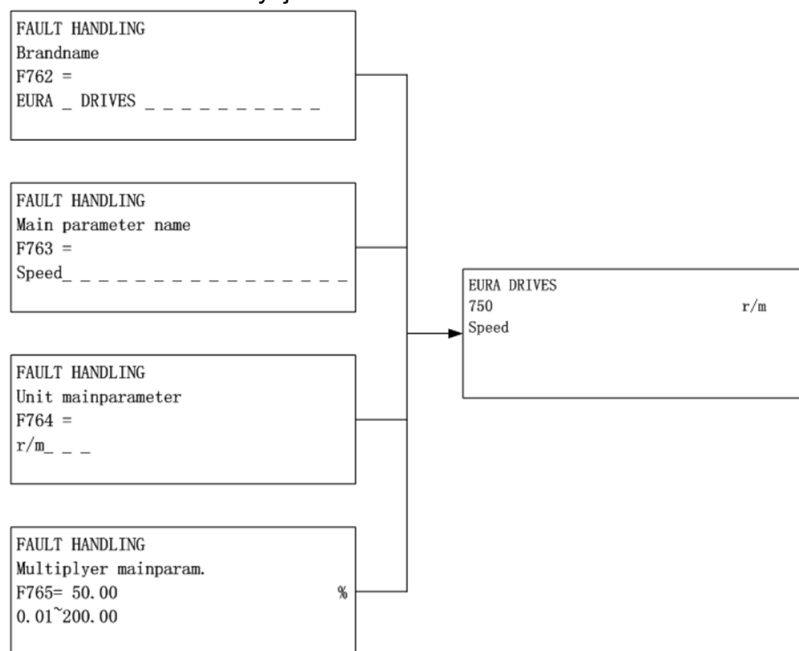 FAULT HANDLING
Brandname
F762 =
EURA _ DRIVES _ _ _ _ _ _ _ _ _ _
FAULT HANDLING
Main parameter name
F763 =
Speed_ _ _ _ _ _ _ _ _ _ _ _ _ _ _ _
FAULT HANDLING
Unit mainparameter
F764 =
r/m_ _ _
FAULT HANDLING
Multiplyer mainparam.
F765= 50.00 %
0.01~200.00
EURA DRIVES
750 r/m
Speed